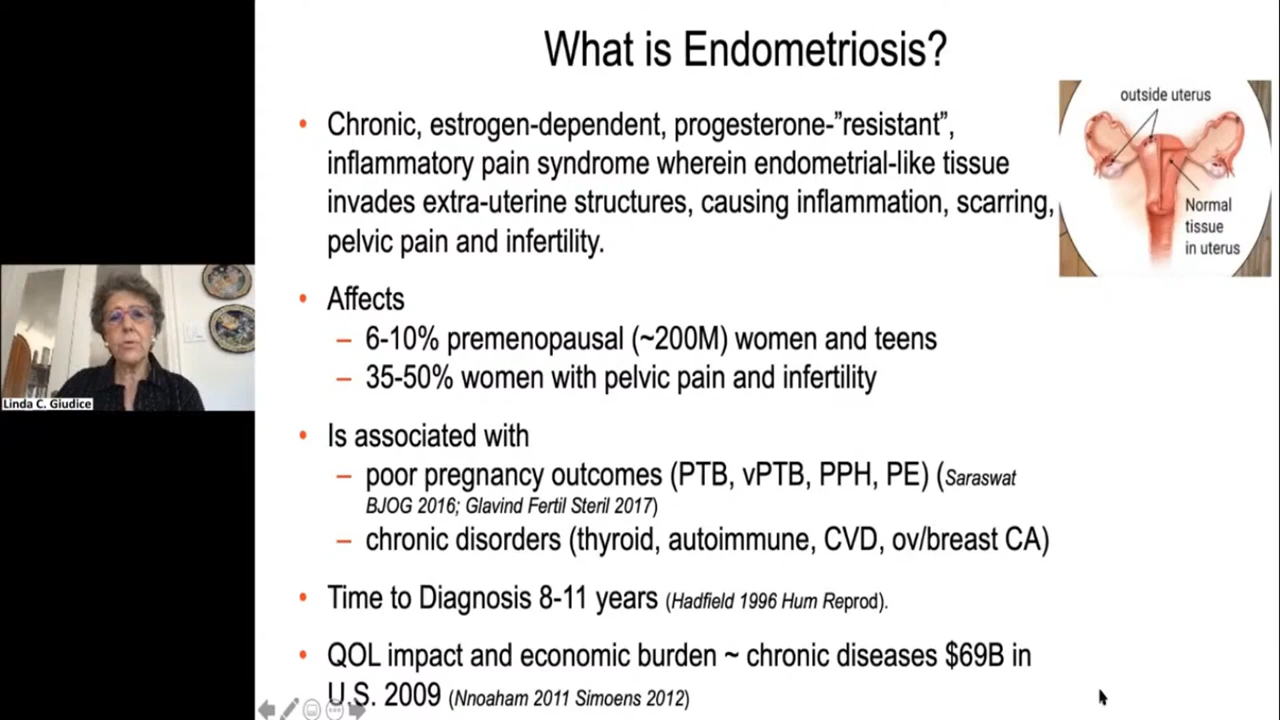 What is Endometriosis?
• Chronic, estrogen-dependent, progesterone-”resistant”,
inflammatory pain syndrome wherein endometrial-like tissue
invades extra-uterine structures, causing inflammation, scarring,
pelvic pain and infertility.
outside uterus
Normal
tissue
in uterus
• Affects
– 6-10% premenopausal (~200M) women and teens
– 35-50% women with pelvic pain and infertility
Linda C. Giudice
• Is associated with
– poor pregnancy outcomes (PTB, vPTB, PPH, PE) (Saraswat
BJOG 2016; Glavind Fertil Steril 2017)
– chronic disorders (thyroid, autoimmune, CVD, ov/breast CA)
• Time to Diagnosis 8-11 years (Hadfield 1996 Hum Reprod).
• QOL impact and economic burden ~ chronic diseases $69B in
U.S. 2009 (Nnoaham 2011 Simoens 2012)